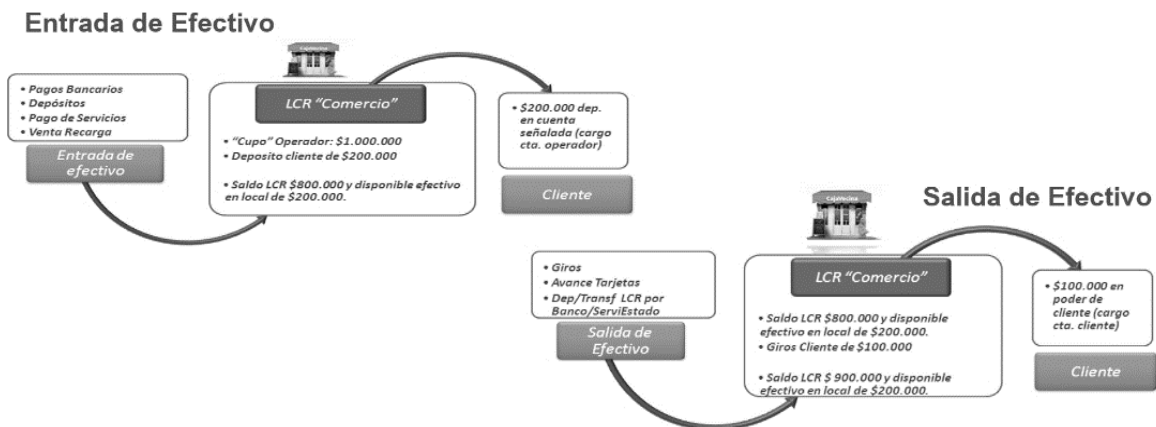 Entrada de Efectivo
CajaVecina
• Pagos Bancarios
• Depósitos
• Pago de Servicios
• Venta Recarga
Entrada de
efectivo
LCR "Comercio"
• "Cupo" Operador: $1.000.000
• Deposito cliente de $200.000
• Saldo LCR $800.000 y disponible efectivo
en local de $200.000.
• $200.000 dep.
en cuenta
señalada (cargo
cta. operador)
Cliente
Salida de Efectivo
CajaVecina
• Giros
• Avance Tarjetas
• Dep/Transf LCR por
Banco/ServiEstado
Salida de
Efectivo
LCR "Comercio"
• Saldo LCR $800.000 y disponible
efectivo en local de $200.000.
• Giros Cliente de $100.000
• Saldo LCR $ 900.000 y disponible
efectivo en local de $200.000.
• $100.000 en
poder de
cliente (cargo
cta. cliente)
Cliente